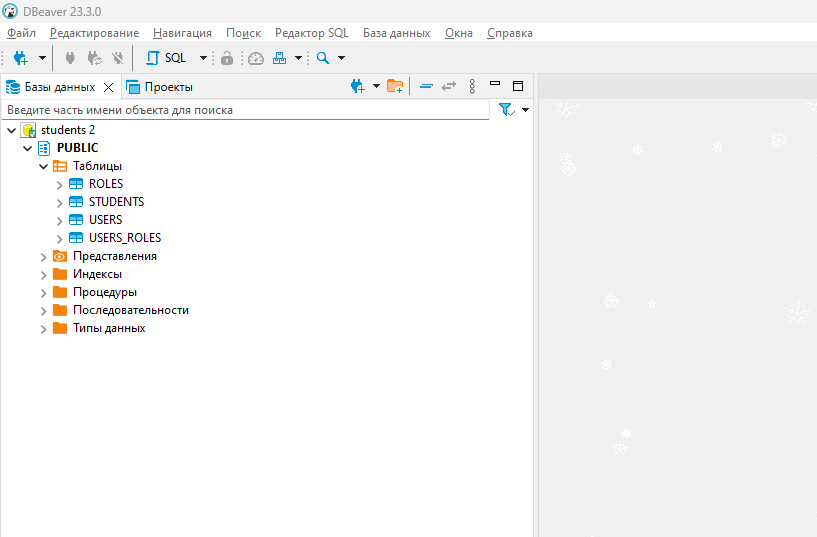 DBeaver 23.3.0
Файл Редактирование Навигация Поиск Редактор SQL База данных Окна Справка
SQL
Базы данных Проекты
Введите часть имени объекта для поиска
students 2
PUBLIC
Таблицы
ROLES
STUDENTS
USERS
USERS_ROLES
Представления
Индексы
Процедуры
Последовательности
Типы данных